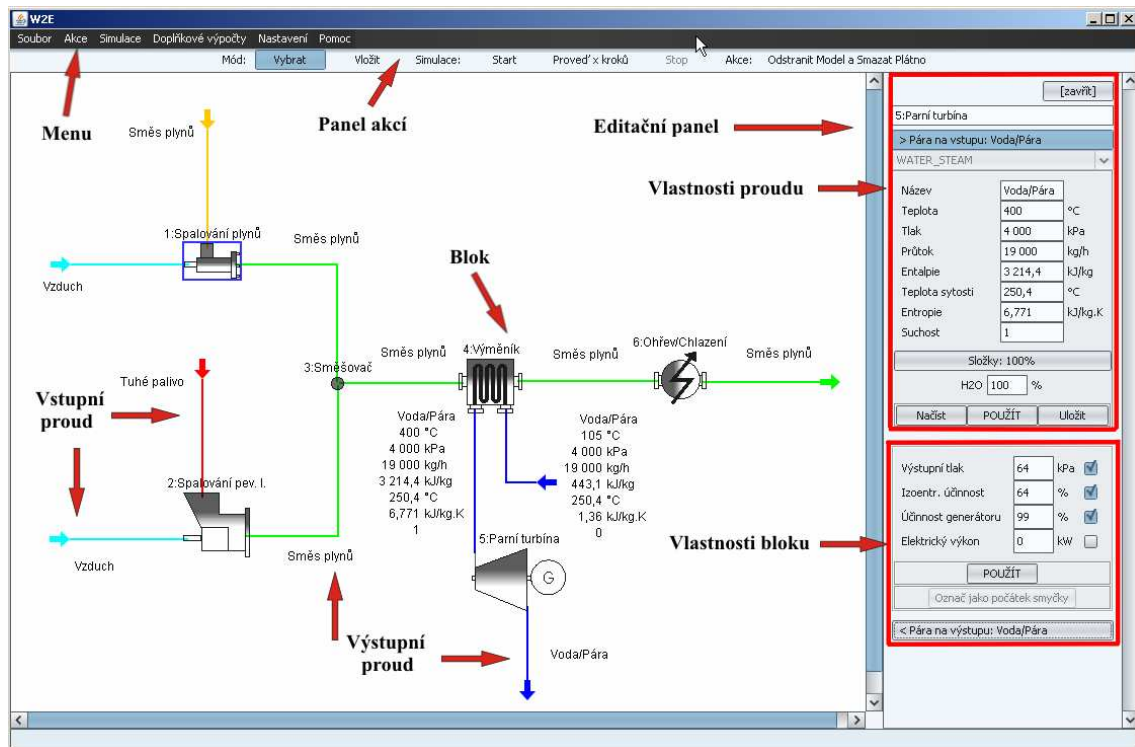 W2E
Soubor Akce Simulace Doplňkové výpočty Nastavení Pomoc
Mód: Vybrat Vložit Simulace: Start Proveď x kroků Stop Akce: Odstranit Model a Smazat Plátno
Menu
Panel akcí
Editační panel
Vlastnosti proudu
Blok
Vstupní
proud
Výstupní
proud
Vlastnosti bloku
Směs plynů
1:Spalování plynů
Směs plynů
Vzduch
Tuhé palivo
3:Směšovač
2:Spalování pev. l.
Vzduch
Směs plynů
Směs plynů
4:Výměník
Směs plynů
6:Ohřev/Chlazení
Směs plynů
Voda/Pára
400 °C
4 000 kPa
19 000 kg/h
3 214,4 kJ/kg
250,4 °C
6,771 kJ/kg.K
1
Voda/Pára
105 °C
4 000 kPa
19 000 kg/h
443,1 kJ/kg
250,4 °C
1,36 kJ/kg.K
0
5:Parní turbína
G
Voda/Pára
[zavřít]
5:Parní turbína
> Pára na vstupu: Voda/Pára
WATER_STEAM
Název Voda/Pára
Teplota 400 °C
Tlak 4 000 kPa
Průtok 19 000 kg/h
Entalpie 3 214,4 kJ/kg
Teplota sytosti 250,4 °C
Entropie 6,771 kJ/kg.K
Suchost 1
Složky: 100%
H2O 100 %
Načíst POUŽÍT Uložit
Výstupní tlak 64 kPa
Izoentr. účinnost 64 %
Účinnost generátoru 99 %
Elektrický výkon 0 kW
POUŽÍT
Označ jako počátek smyčky
< Pára na výstupu: Voda/Pára